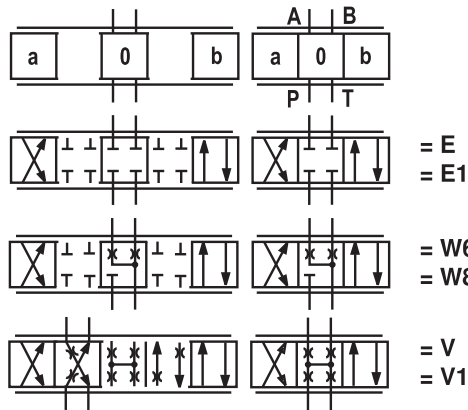 A B
a 0 b a 0 b
P T
= E
= E1
= W6
= W8
= V
= V1